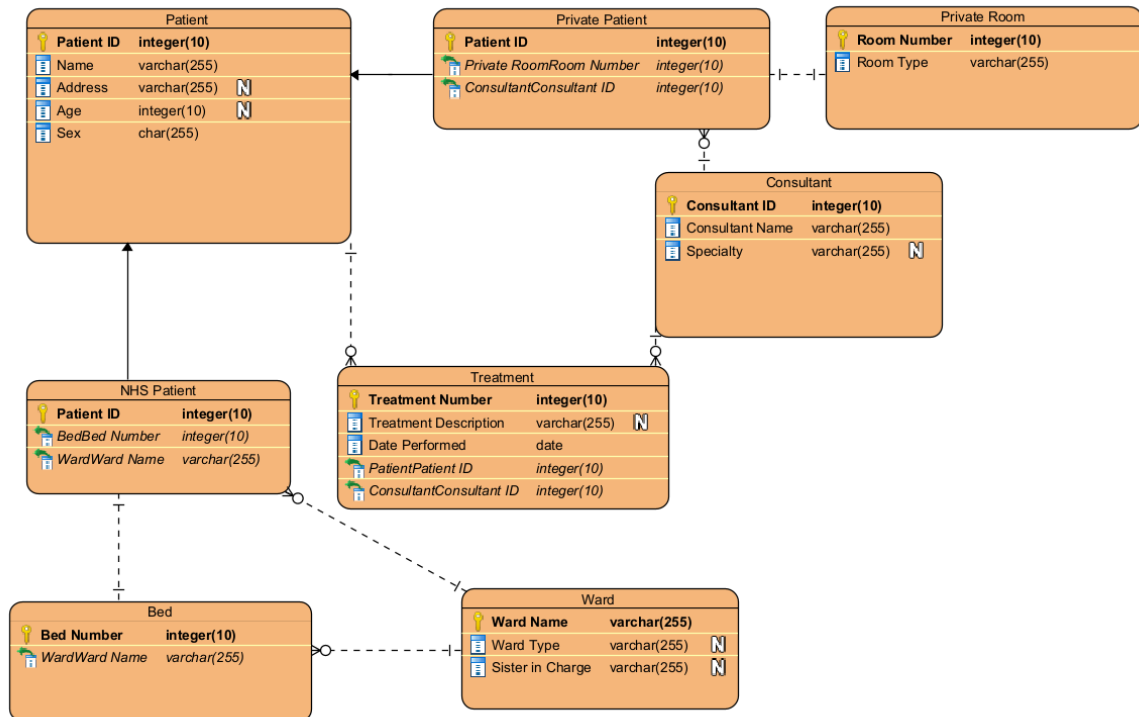 Patient
Patient ID integer(10)
Name varchar(255)
Address varchar(255) N
Age integer(10) N
Sex char(255)
Private Patient
Patient ID integer(10)
Private RoomRoom Number integer(10)
ConsultantConsultant ID integer(10)
Private Room
Room Number integer(10)
Room Type varchar(255)
Consultant
Consultant ID integer(10)
Consultant Name varchar(255)
Specialty varchar(255) N
NHS Patient
Patient ID integer(10)
BedBed Number integer(10)
WardWard Name varchar(255)
Treatment
Treatment Number integer(10)
Treatment Description varchar(255) N
Date Performed date
PatientPatient ID integer(10)
ConsultantConsultant ID integer(10)
Bed
Bed Number integer(10)
WardWard Name varchar(255)
Ward
Ward Name varchar(255)
Ward Type varchar(255) N
Sister in Charge varchar(255) N